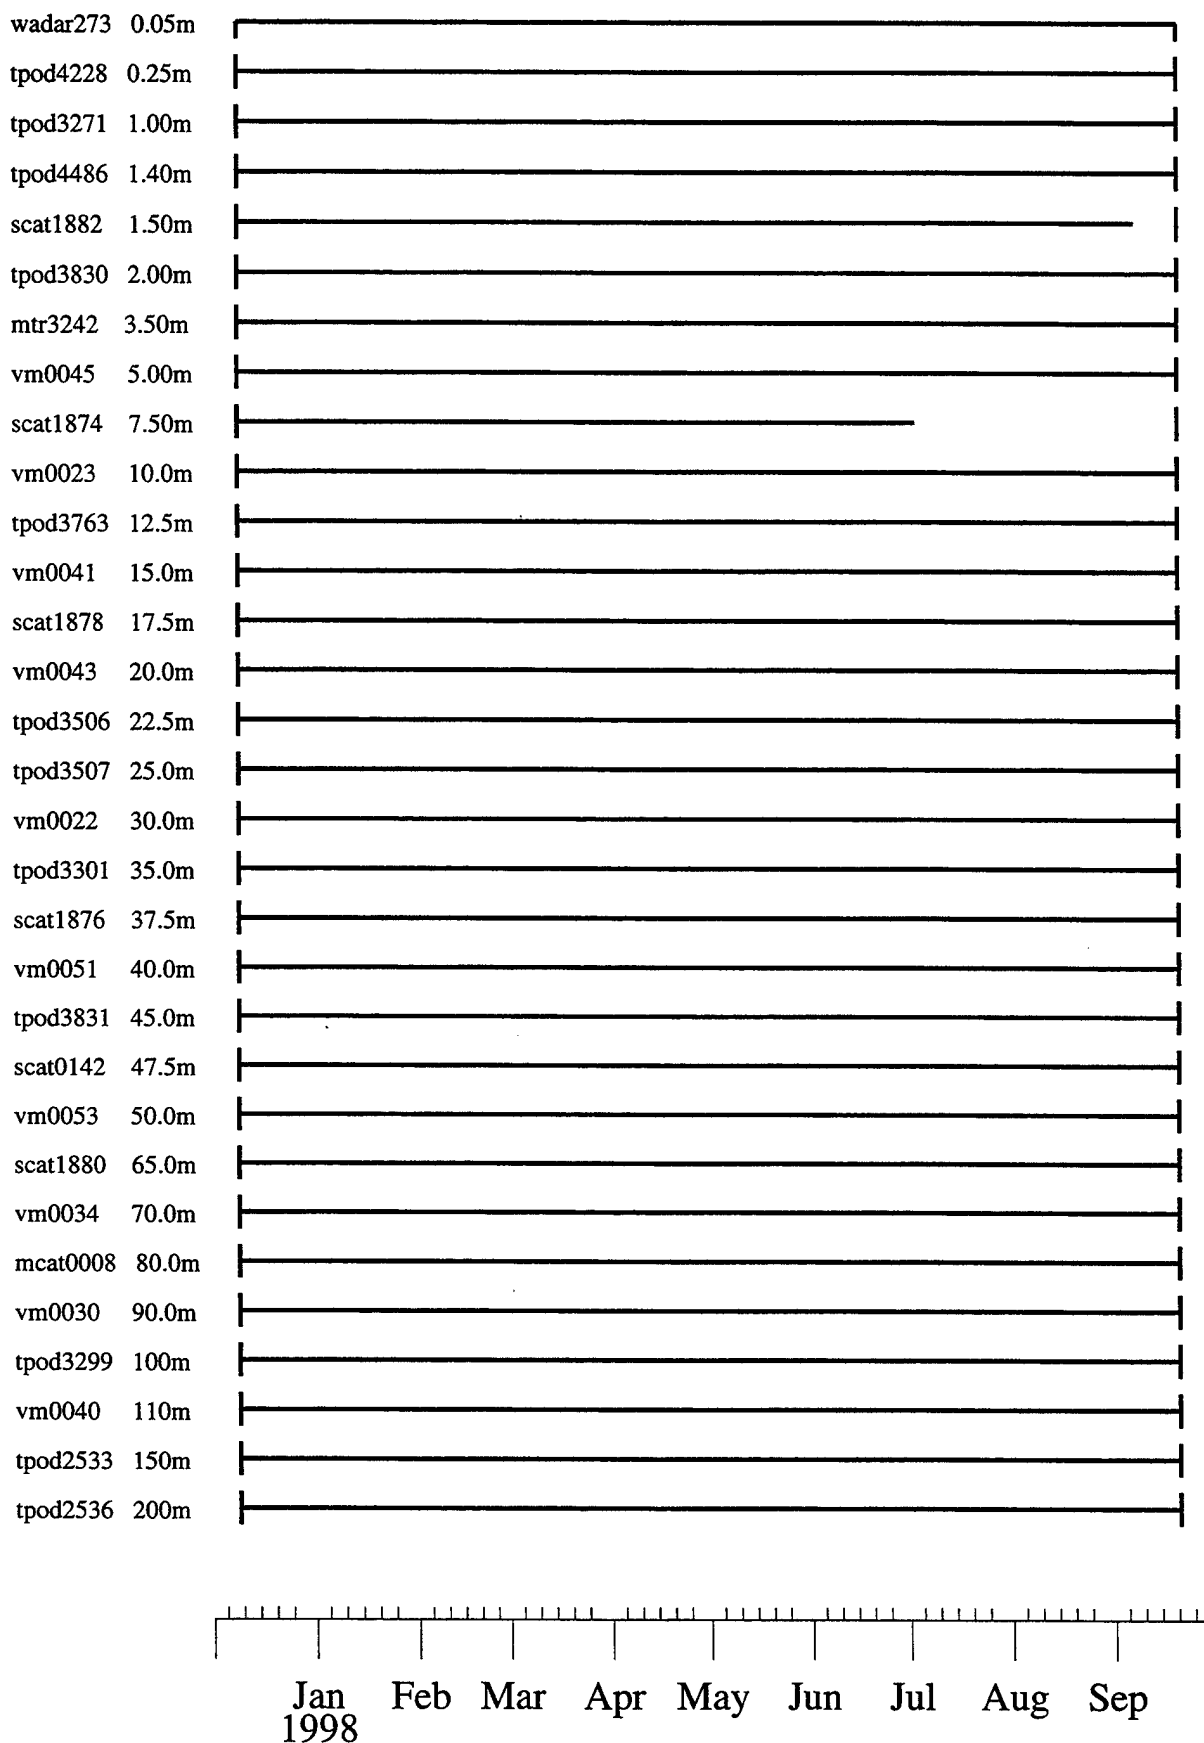 wadar273 0.05m
tpod4228 0.25m
tpod3271 1.00m
tpod4486 1.40m
scat1882 1.50m
tpod3830 2.00m
mtr3242 3.50m
vm0045 5.00m
scat1874 7.50m
vm0023 10.0m
tpod3763 12.5m
vm0041 15.0m
scat1878 17.5m
vm0043 20.0m
tpod3506 22.5m
tpod3507 25.0m
vm0022 30.0m
tpod3301 35.0m
scat1876 37.5m
vm0051 40.0m
tpod3831 45.0m
scat0142 47.5m
vm0053 50.0m
scat1880 65.0m
vm0034 70.0m
mcat0008 80.0m
vm0030 90.0m
tpod3299 100m
vm0040 110m
tpod2533 150m
tpod2536 200m
Jan Feb Mar Apr May Jun Jul Aug Sep
1998